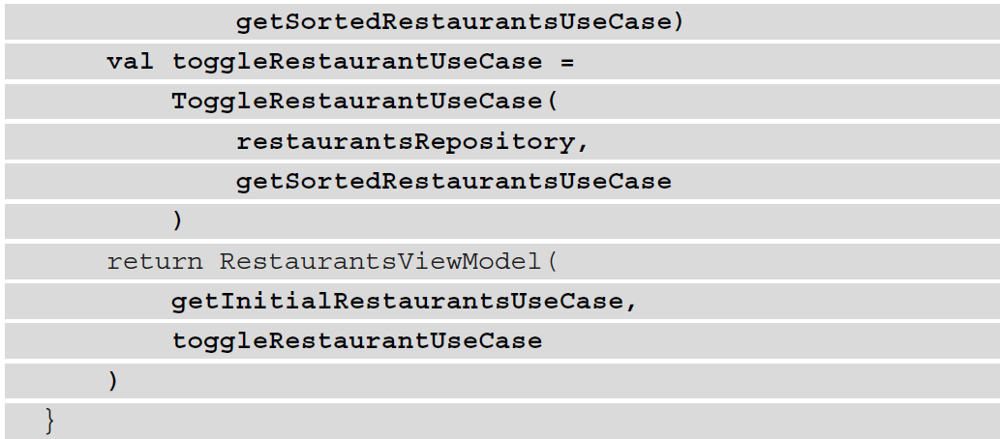 getSortedRestaurantsUseCase)
val toggleRestaurantUseCase =
ToggleRestaurantUseCase(
restaurantsRepository,
getSortedRestaurantsUseCase
)
return RestaurantsViewModel(
getInitialRestaurantsUseCase,
toggleRestaurantUseCase
)
}